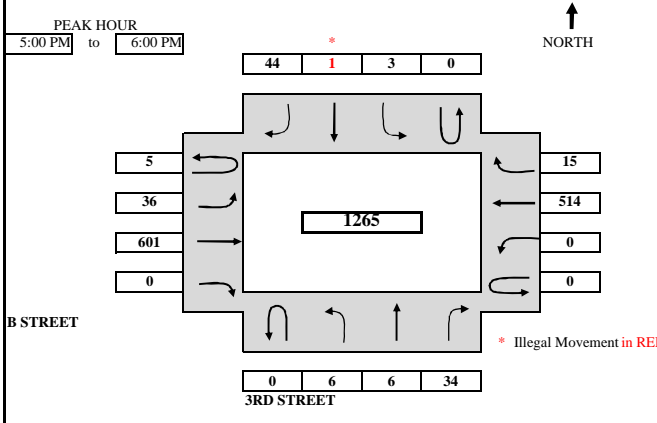 PEAK HOUR
5:00 PM to 6:00 PM
NORTH
*
44 1 3 0
5 15
36 514
1265
601 0
0 0
B STREET
* Illegal Movement in RE
0 6 6 34
3RD STREET